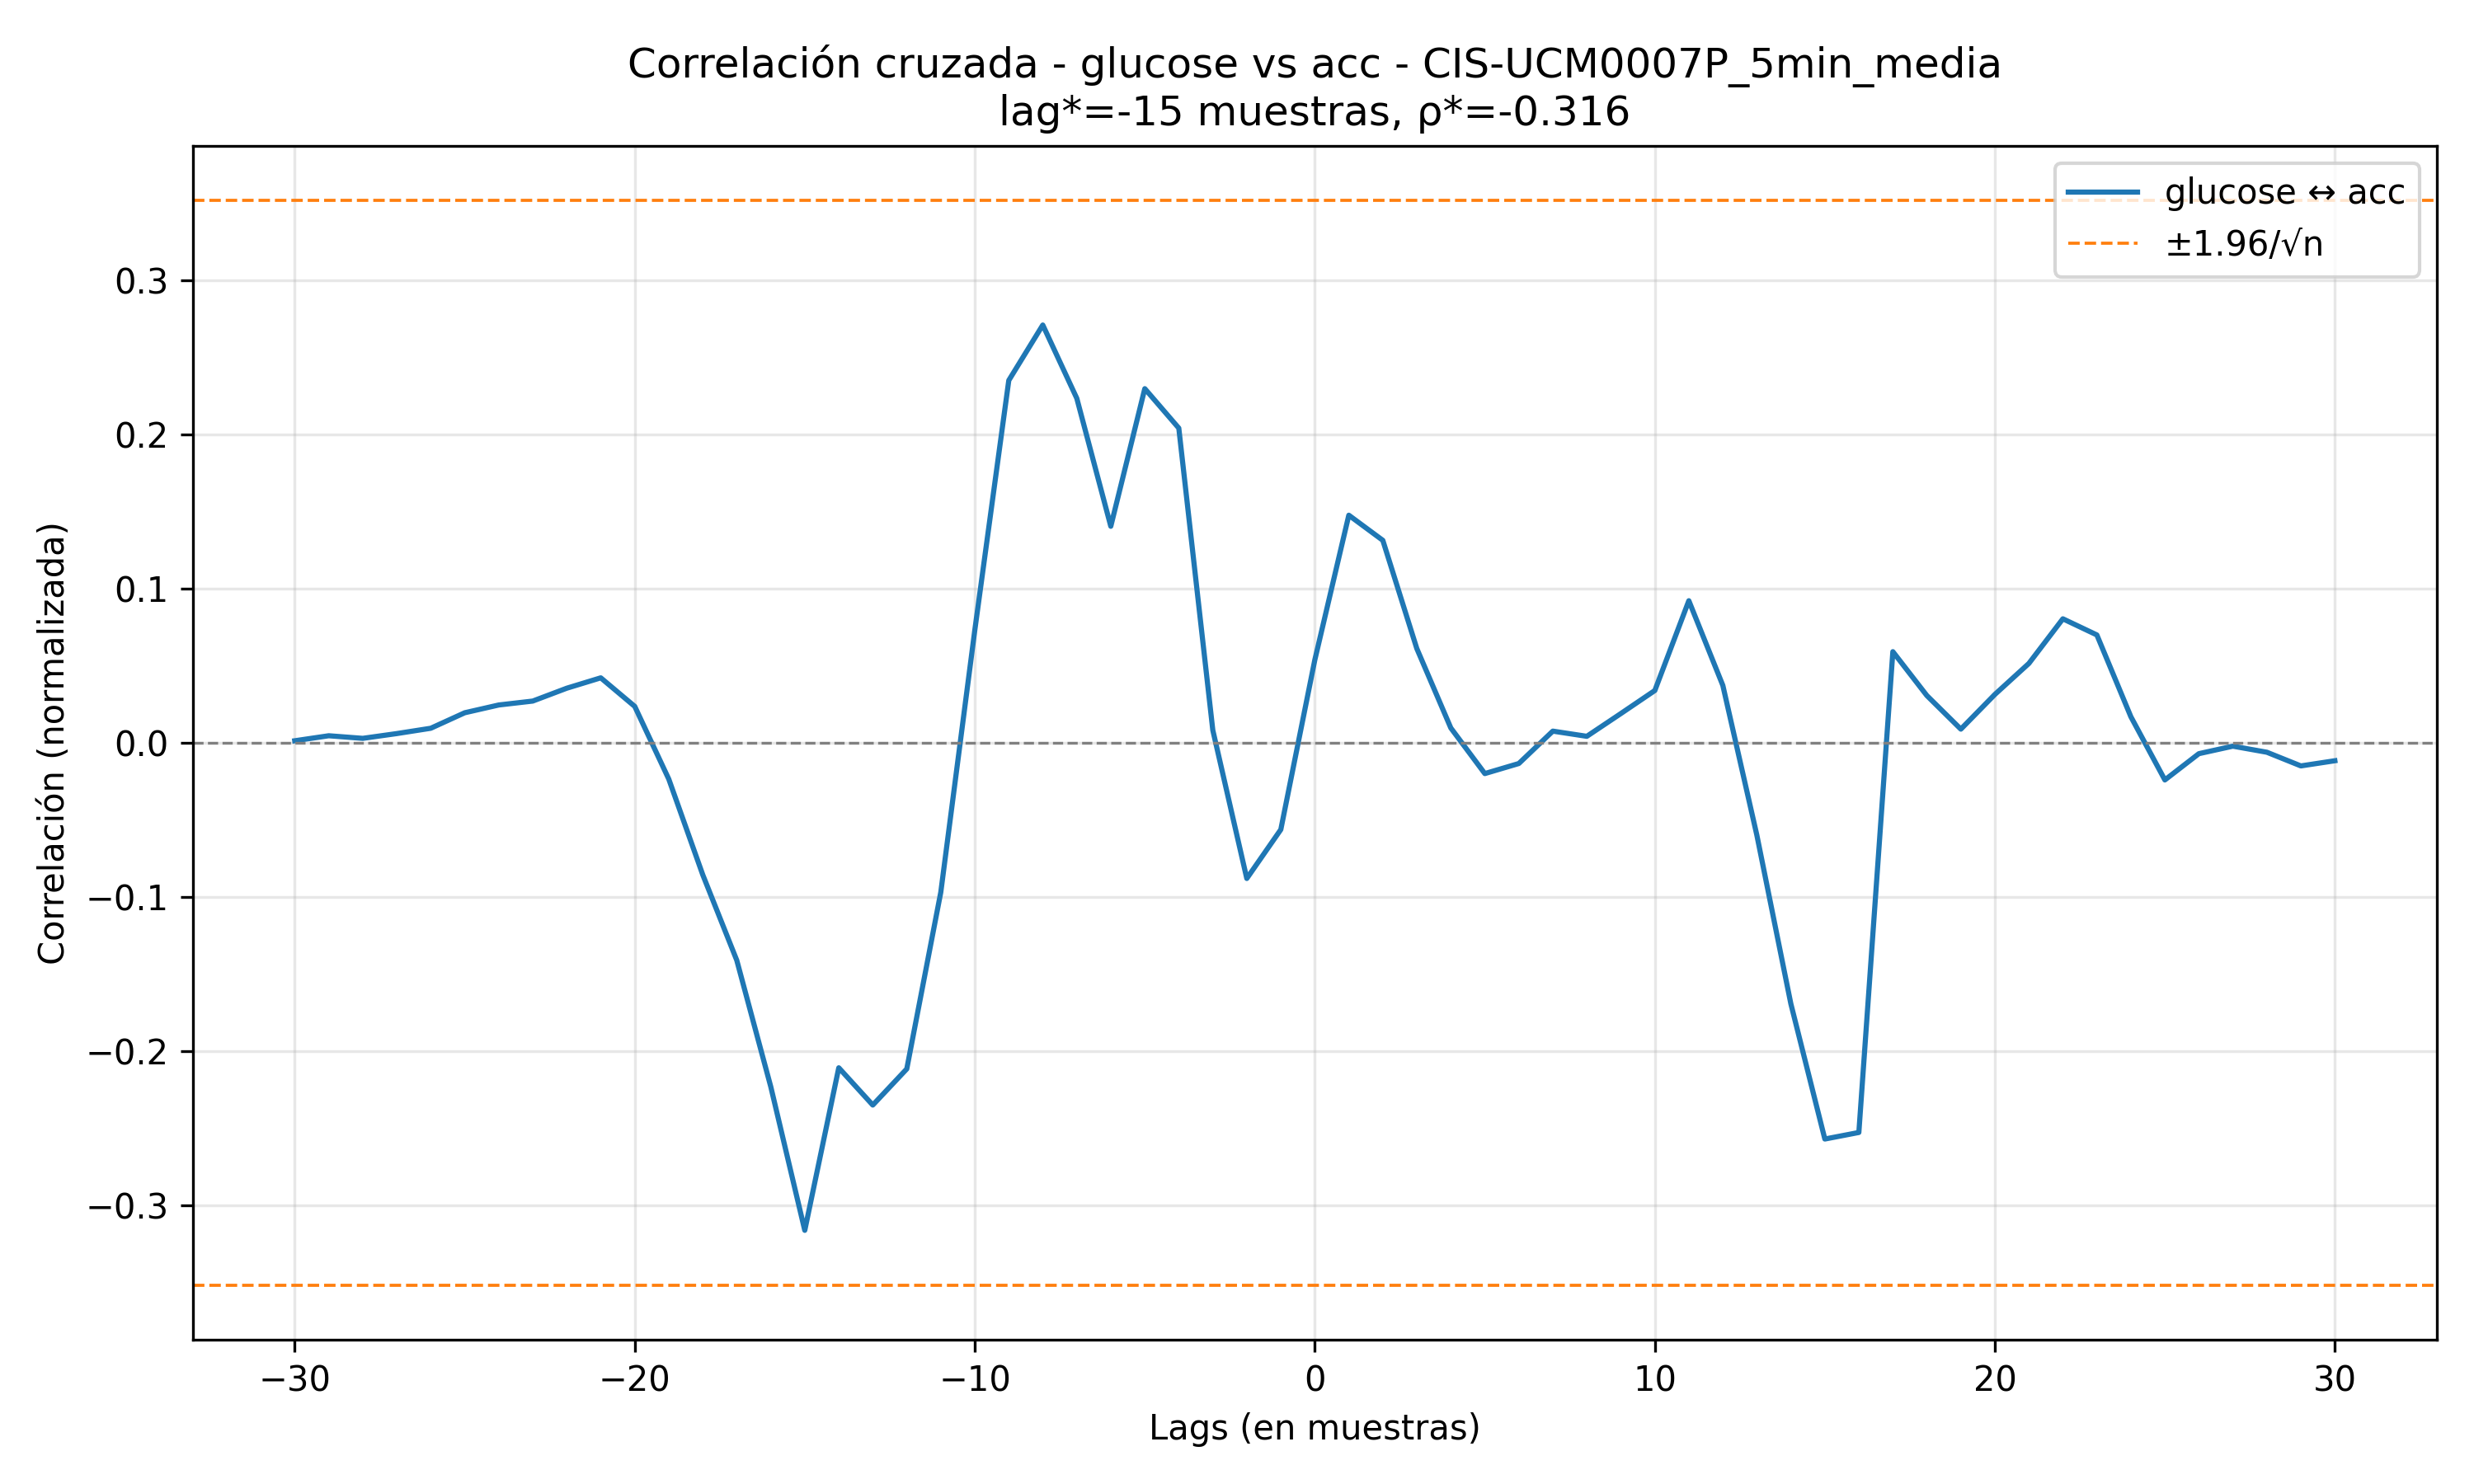 Correlación cruzada - glucose vs acc - CIS-UCM0007P_5min_media
lag*=-15 muestras, ρ*=-0.316
glucose ↔ acc
±1.96/√n
Correlación (normalizada)
0.3
0.2
0.1
0.0
−0.1
−0.2
−0.3
−30
−20
−10
0
10
20
30
Lags (en muestras)